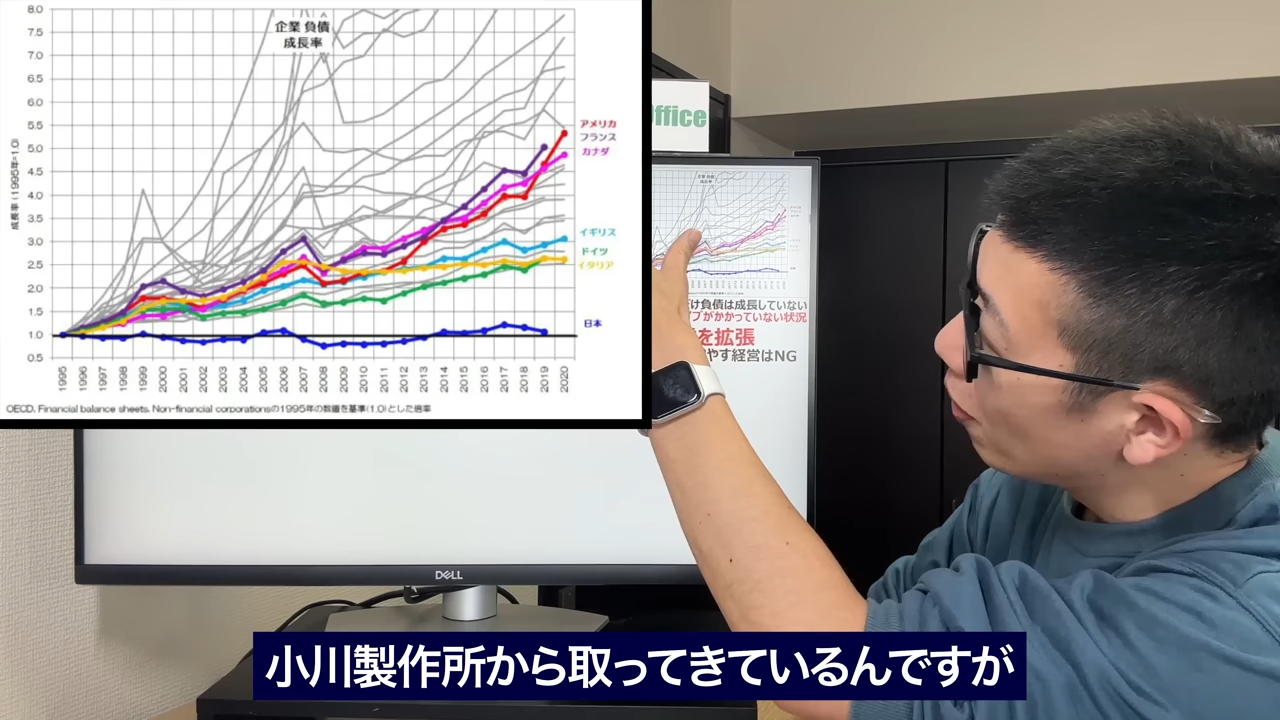 企業 負債
成長率
8.0
7.5
7.0
6.5
6.0
5.5
5.0
4.5
4.0
3.5
3.0
2.5
2.0
1.5
1.0
0.5
成長率 (1995年=1.0)
アメリカ
フランス
カナダ
イギリス
ドイツ
イタリア
日本
1995 1996 1997 1998 1999 2000 2001 2002 2003 2004 2005 2006 2007 2008 2009 2010 2011 2012 2013 2014 2015 2016 2017 2018 2019 2020
OECD. Financial balance sheets. Non-financial corporationsの1995年の数値を基準(1.0)とした倍率
ffice
企業 負債
成長率
け負債は成長していない
がかかっていない状況
を拡張
やす経営はNG
DELL
小川製作所から取ってきているんですが